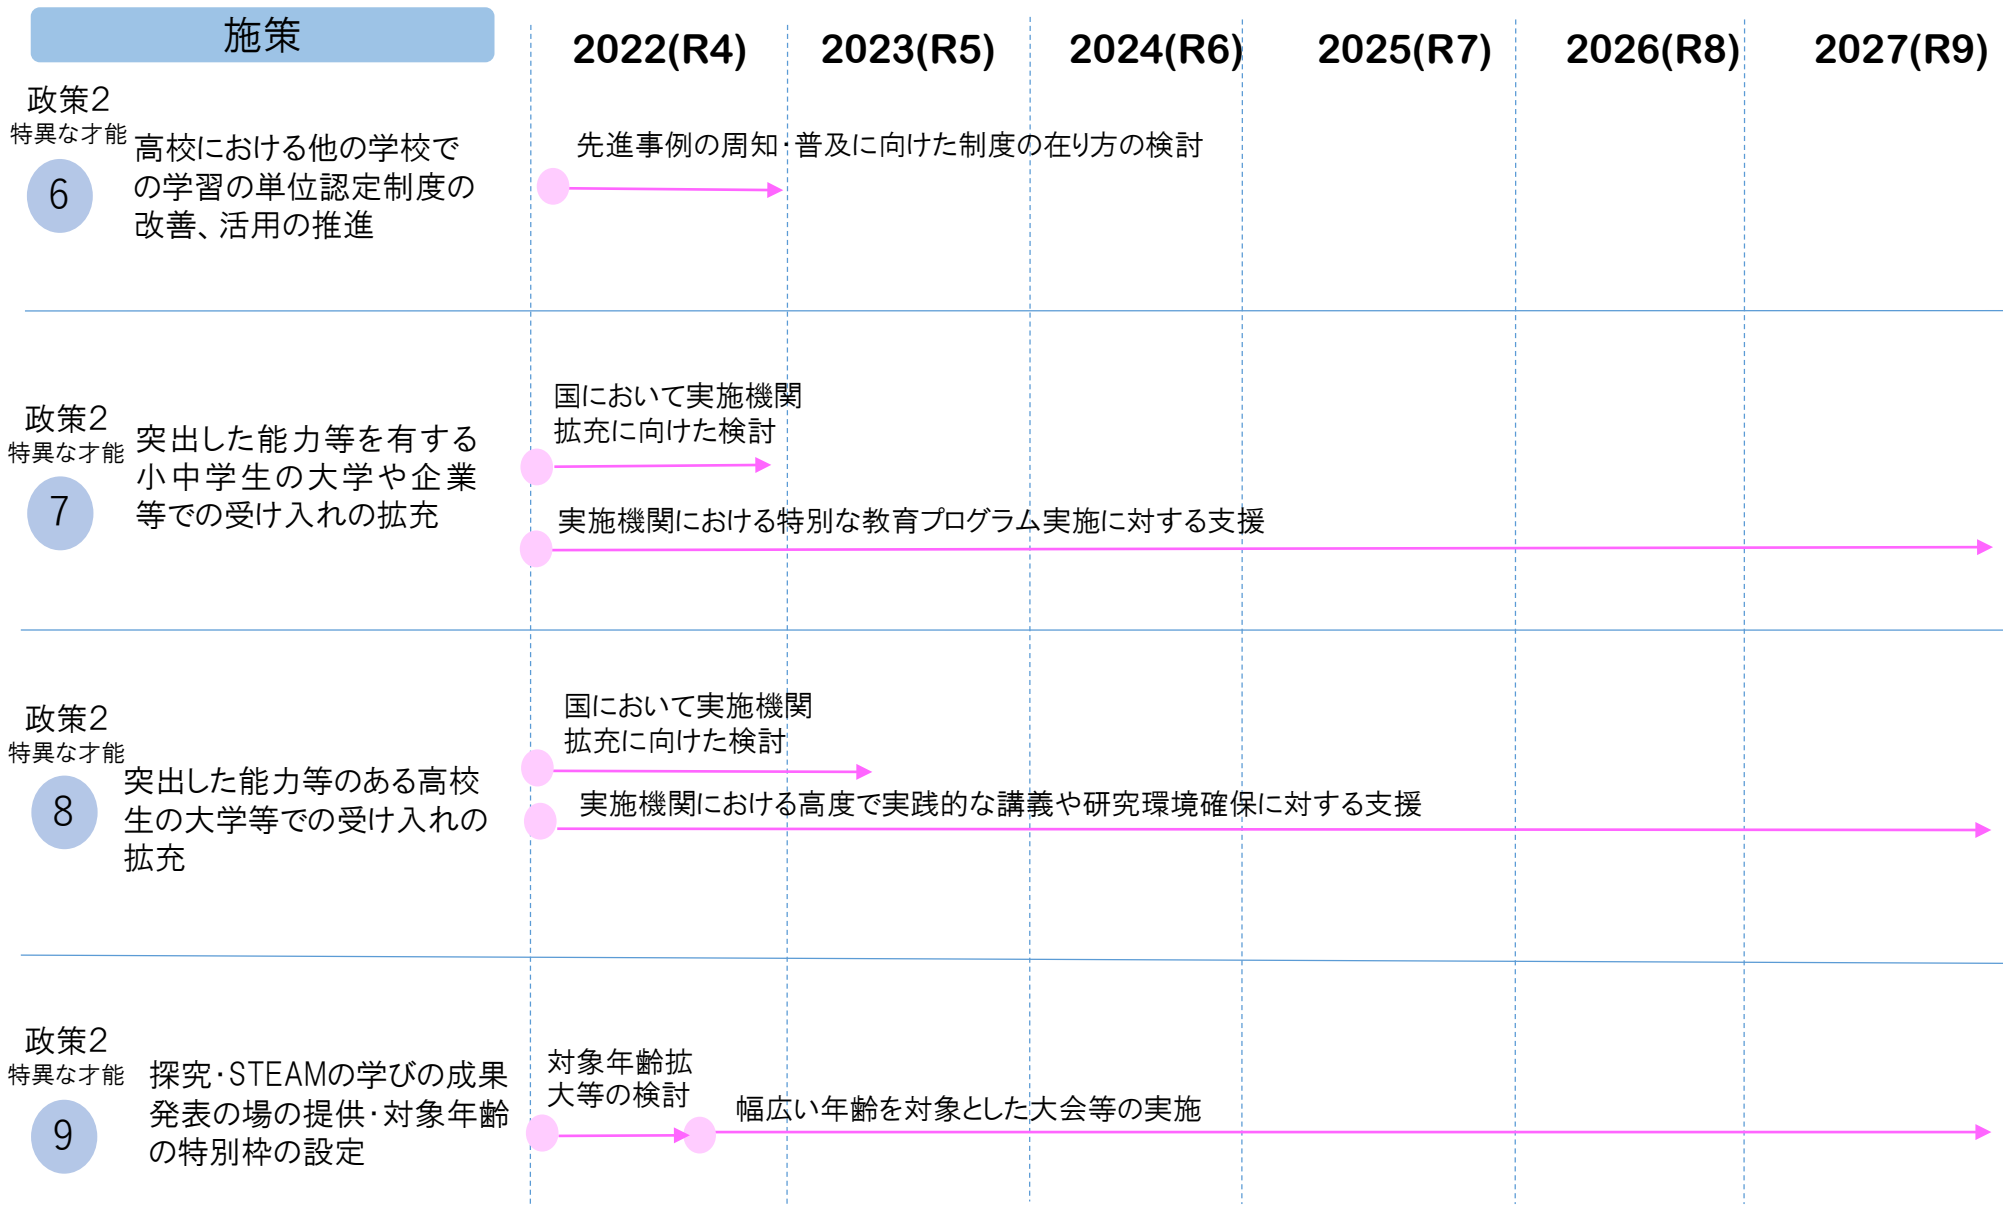 施策
2022(R4)
2023(R5)
2024(R6)
2025(R7)
2026(R8)
2027(R9)
政策2
特異な才能
6
高校における他の学校で
の学習の単位認定制度の
改善、活用の推進
先進事例の周知・普及に向けた制度の在り方の検討
政策2
特異な才能
7
突出した能力等を有する
小中学生の大学や企業
等での受け入れの拡充
国において実施機関
拡充に向けた検討
実施機関における特別な教育プログラム実施に対する支援
政策2
特異な才能
8
突出した能力等のある高校
生の大学等での受け入れの
拡充
国において実施機関
拡充に向けた検討
実施機関における高度で実践的な講義や研究環境確保に対する支援
政策2
特異な才能
9
探究・STEAMの学びの成果
発表の場の提供・対象年齢
の特別枠の設定
対象年齢拡
大等の検討
幅広い年齢を対象とした大会等の実施